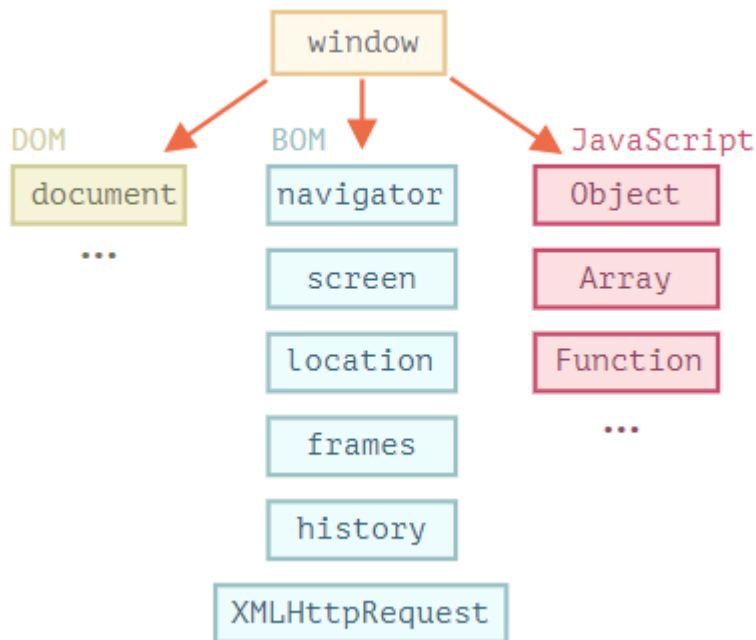 window
DOM
document
...
BOM
navigator
screen
location
frames
history
XMLHttpRequest
JavaScript
Object
Array
Function
...